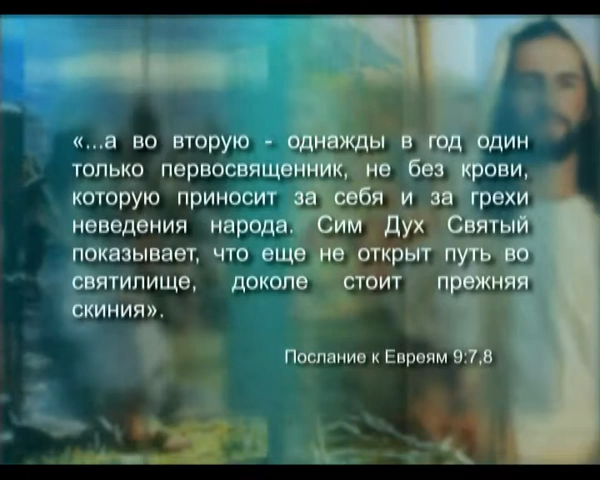 «...а во вторую - однажды в год один
только первосвященник, не без крови,
которую приносит за себя и за грехи
неведения народа. Сим Дух Святый
показывает, что еще не открыт путь во
святилище, доколе стоит прежняя
скиния».
Послание к Евреям 9:7,8